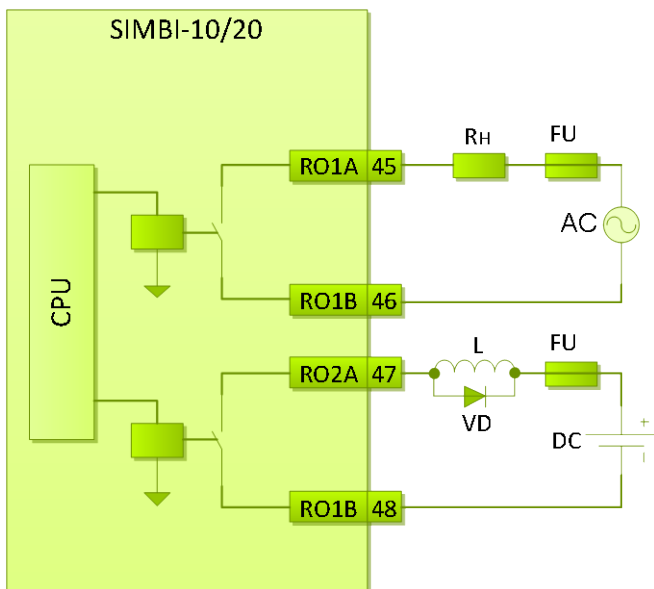 SIMBI-10/20
RO1A 45
RH
FU
AC
CPU
RO1B 46
RO2A 47
L
FU
VD
DC
+
−
RO1B 48